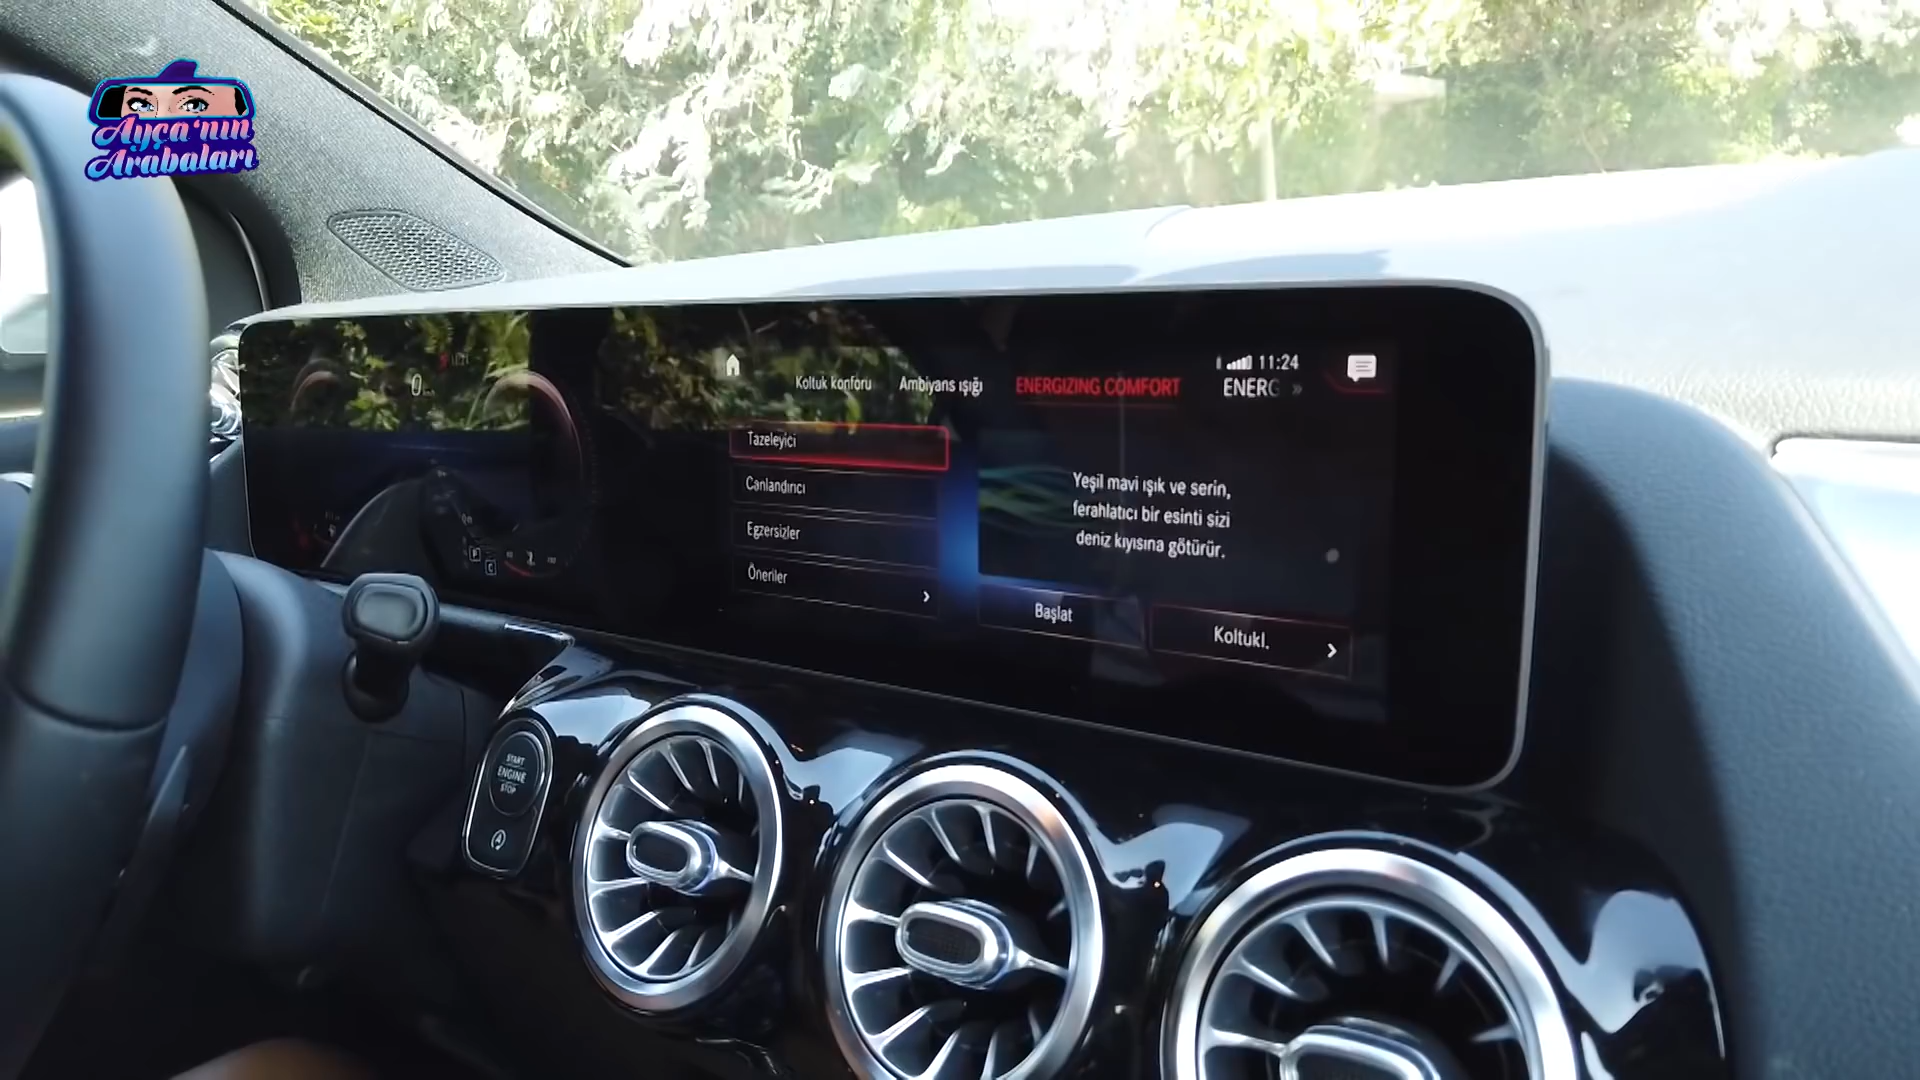 Ayça'nın
Arabaları
11:24
Koltuk konforu
Ambiyans ışığı
ENERGIZING COMFORT
ENERG »
Tazeleyici
Canlandırıcı
Egzersizler
Öneriler
Yeşil mavi ışık ve serin,
ferahlatıcı bir esinti sizi
deniz kıyısına götürür.
Başlat
Koltukl.
0
P
C
START
ENGINE
STOP
A